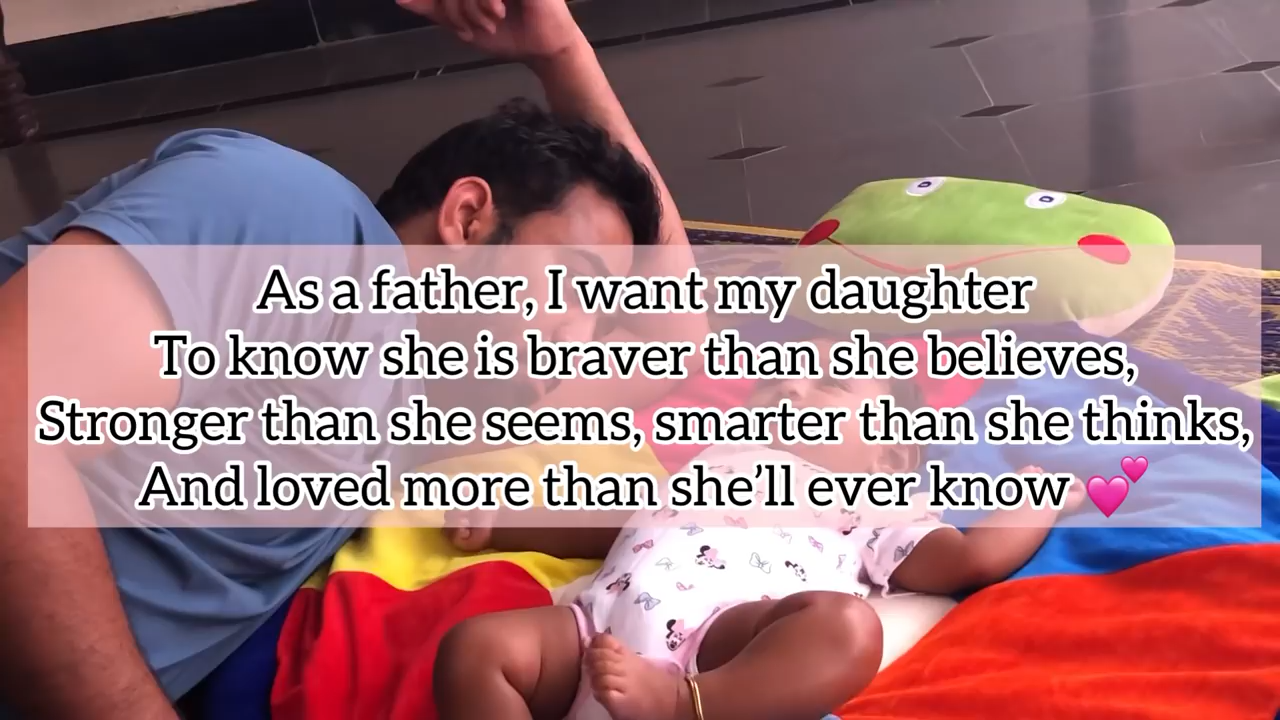 As a father, I want my daughter
To know she is braver than she believes,
Stronger than she seems, smarter than she thinks,
And loved more than she’ll ever know 💕